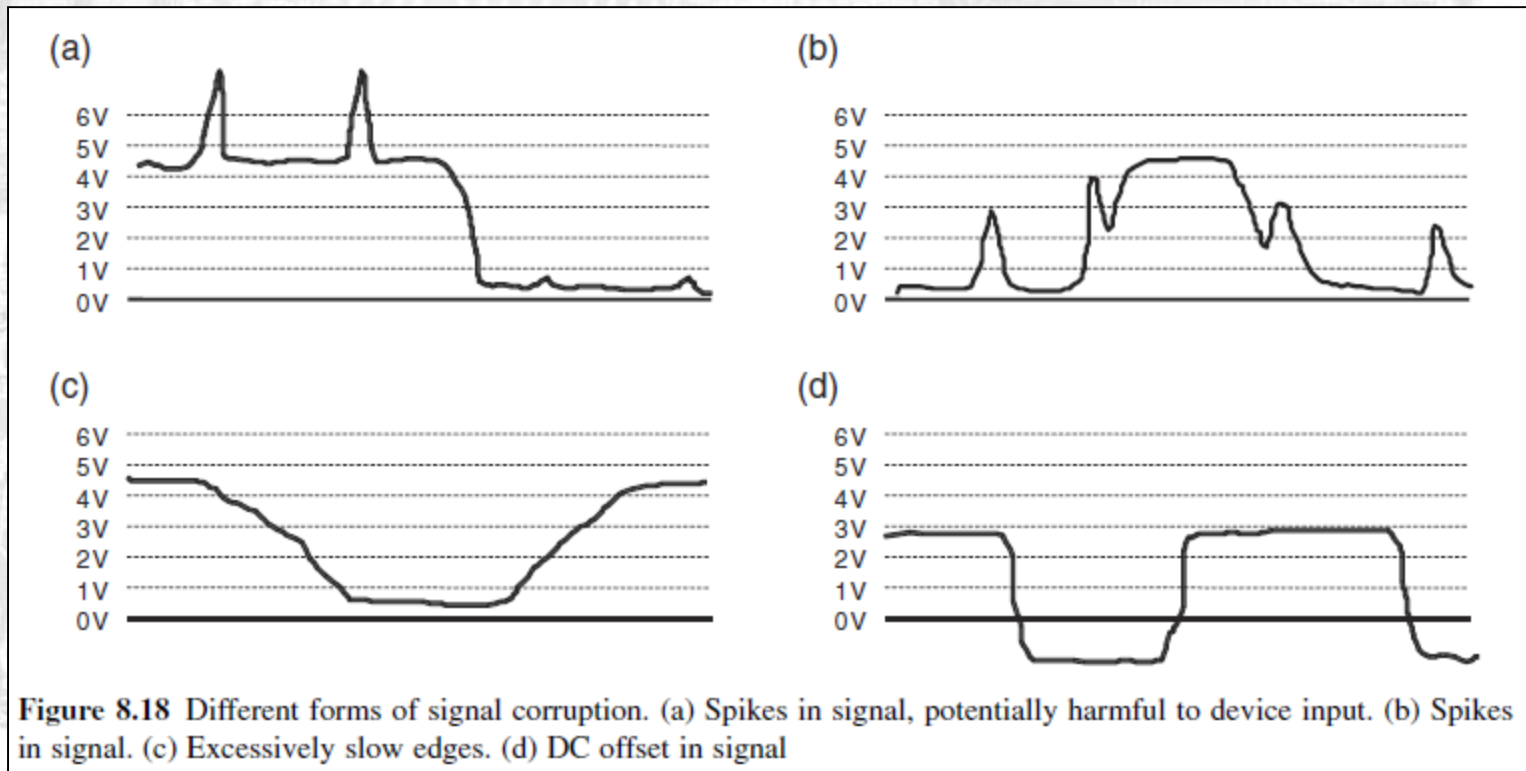 (a)
6V
5V
4V
3V
2V
1V
0V
(b)
6V
5V
4V
3V
2V
1V
0V
(c)
6V
5V
4V
3V
2V
1V
0V
(d)
6V
5V
4V
3V
2V
1V
0V
Figure 8.18 Different forms of signal corruption. (a) Spikes in signal, potentially harmful to device input. (b) Spikes
in signal. (c) Excessively slow edges. (d) DC offset in signal